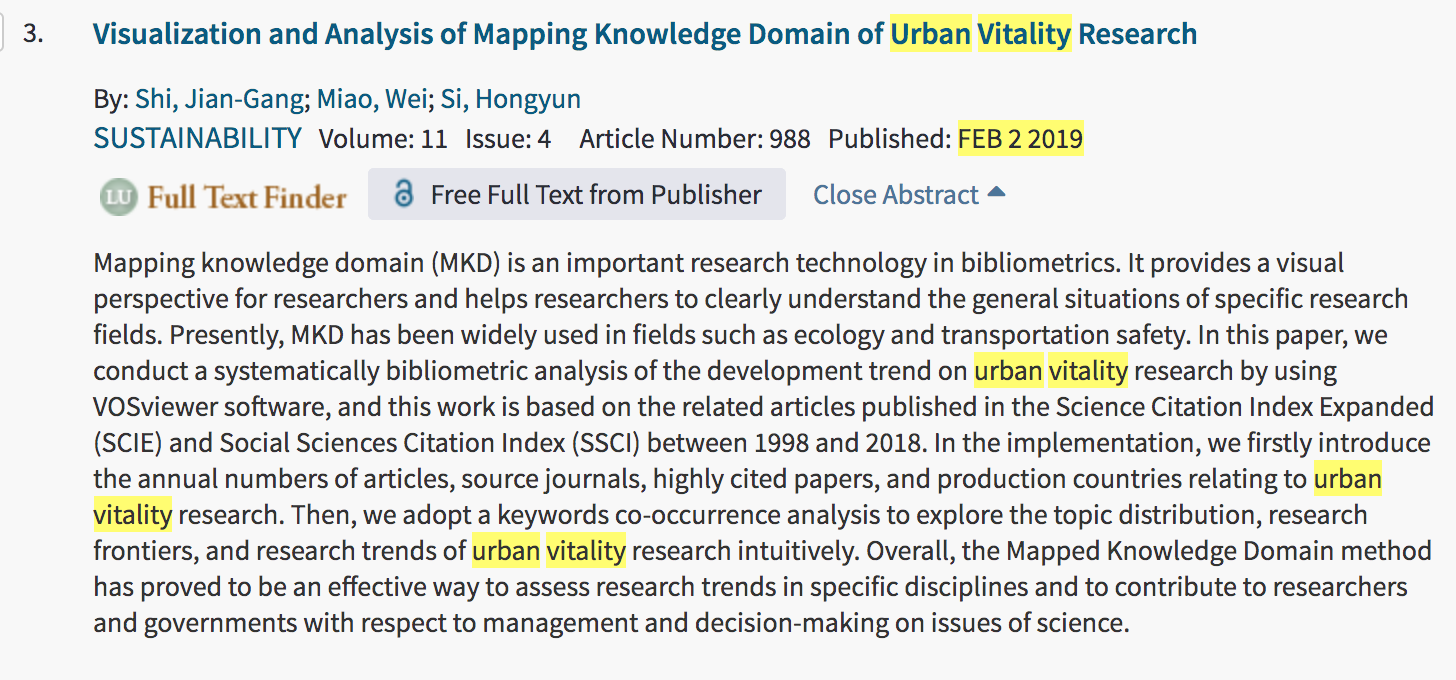 3. Visualization and Analysis of Mapping Knowledge Domain of Urban Vitality Research
By: Shi, Jian-Gang; Miao, Wei; Si, Hongyun
SUSTAINABILITY Volume: 11 Issue: 4 Article Number: 988 Published: FEB 2 2019
LU Full Text Finder Free Full Text from Publisher Close Abstract
Mapping knowledge domain (MKD) is an important research technology in bibliometrics. It provides a visual
perspective for researchers and helps researchers to clearly understand the general situations of specific research
fields. Presently, MKD has been widely used in fields such as ecology and transportation safety. In this paper, we
conduct a systematically bibliometric analysis of the development trend on urban vitality research by using
VOSviewer software, and this work is based on the related articles published in the Science Citation Index Expanded
(SCIE) and Social Sciences Citation Index (SSCI) between 1998 and 2018. In the implementation, we firstly introduce
the annual numbers of articles, source journals, highly cited papers, and production countries relating to urban
vitality research. Then, we adopt a keywords co-occurrence analysis to explore the topic distribution, research
frontiers, and research trends of urban vitality research intuitively. Overall, the Mapped Knowledge Domain method
has proved to be an effective way to assess research trends in specific disciplines and to contribute to researchers
and governments with respect to management and decision-making on issues of science.